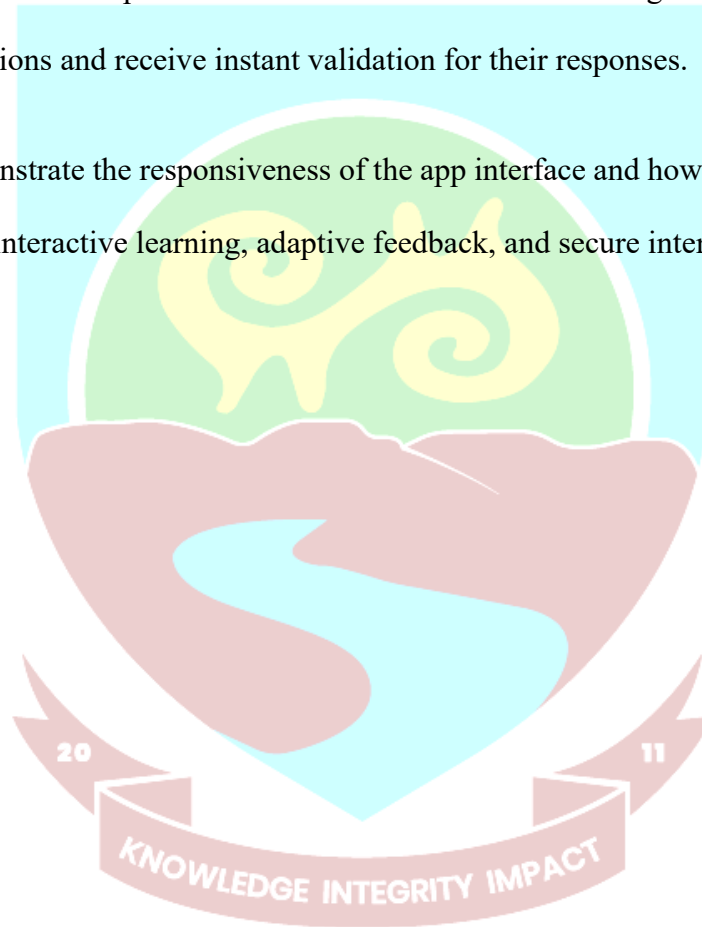 ions and receive instant validation for their responses.
nstrate the responsiveness of the app interface and how
interactive learning, adaptive feedback, and secure inter
20
11
KNOWLEDGE INTEGRITY IMPACT